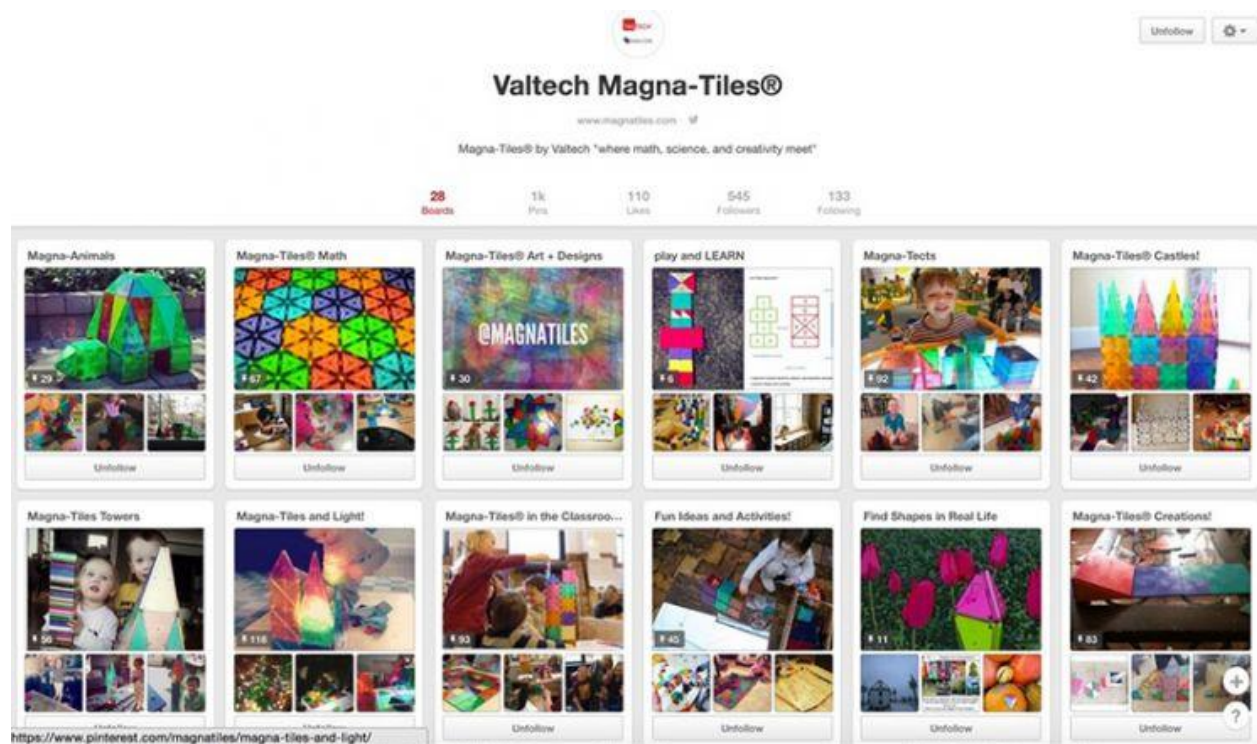 Unfollow
Valtech Magna-Tiles®
www.magnatiles.com
Magna-Tiles® by Valtech "where math, science, and creativity meet"
28 1k 110 545 133
Boards Pins Likes Followers Following
Magna-Animals Magna-Tiles® Math Magna-Tiles® Art + Designs play and LEARN Magna-Tects Magna-Tiles® Castles!
@MAGNATILES
29 67 30 6 92 42
Unfollow Unfollow Unfollow Unfollow Unfollow Unfollow
Magna-Tiles Towers Magna-Tiles and Light! Magna-Tiles® in the Classroo... Fun Ideas and Activities! Find Shapes in Real Life Magna-Tiles® Creations!
56 118 93 45 11 83
Unfollow Unfollow Unfollow Unfollow
https://www.pinterest.com/magnatiles/magna-tiles-and-light/
+
?